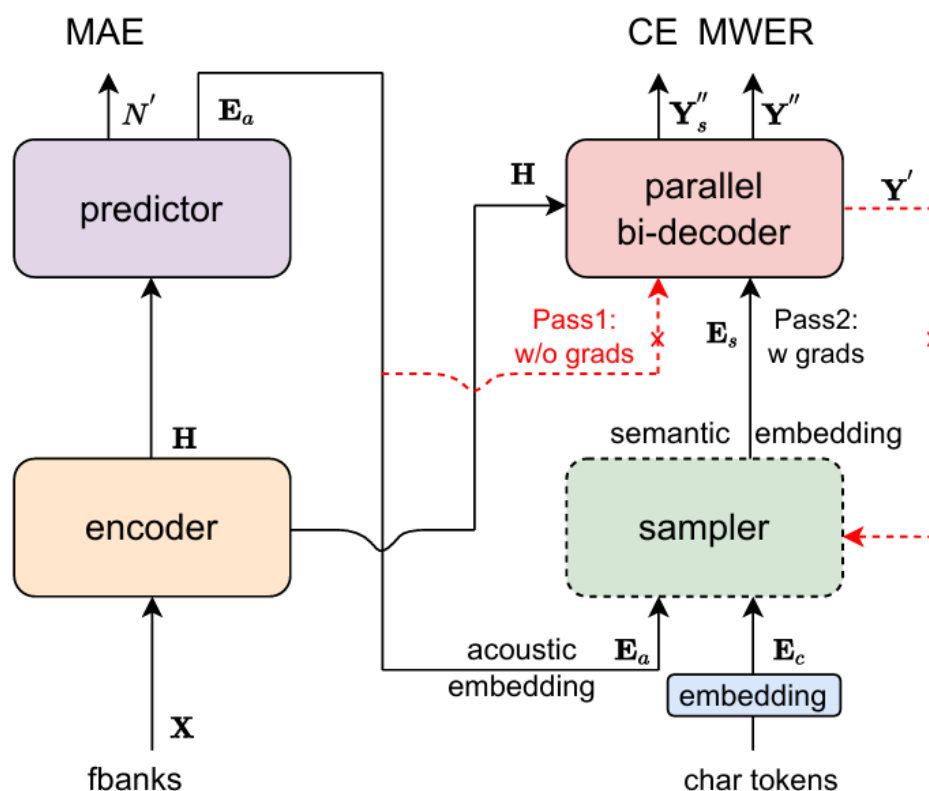 MAE
CE MWER
N′
E_a
Y″_s
Y″
predictor
H
parallel
bi-decoder
Y′
Pass1:
w/o grads
E_s
Pass2:
w grads
H
semantic embedding
encoder
sampler
acoustic
embedding
E_a
E_c
embedding
X
fbanks
char tokens